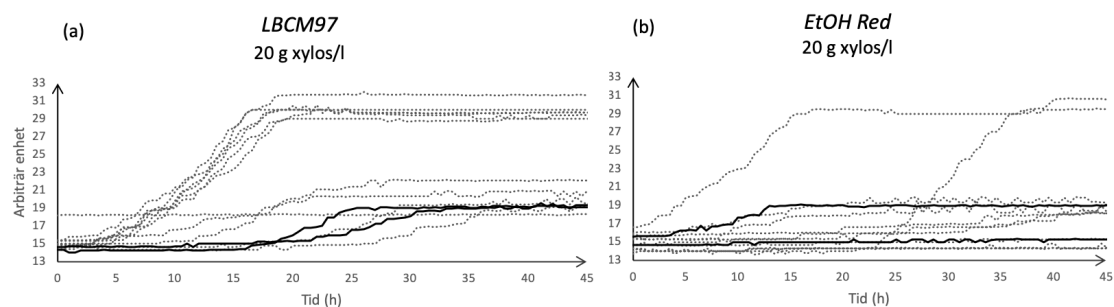 (a)
LBCM97
20 g xylos/l
Arbiträr enhet
33
31
29
27
25
23
21
19
17
15
13
0 5 10 15 20 25 30 35 40 45
Tid (h)
(b)
EtOH Red
20 g xylos/l
33
31
29
27
25
23
21
19
17
15
13
0 5 10 15 20 25 30 35 40 45
Tid (h)